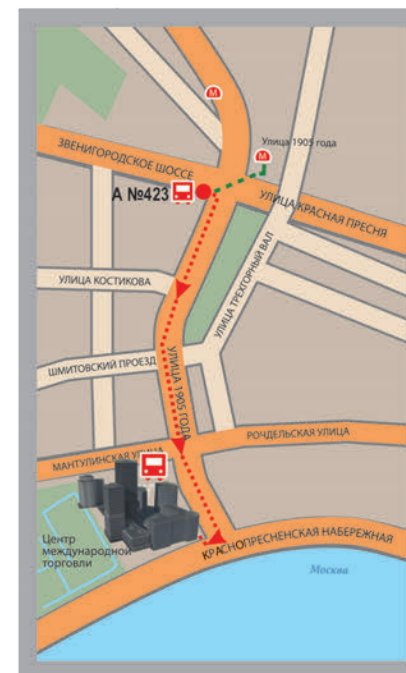 М
Улица 1905 года
М
ЗВЕНИГОРОДСКОЕ ШОССЕ
А №423
УЛИЦА КРАСНАЯ ПРЕСНЯ
УЛИЦА ТРЕХГОРНЫЙ ВАЛ
УЛИЦА КОСТИКОВА
ШМИТОВСКИЙ ПРОЕЗД
УЛИЦА 1905 ГОДА
РОЧДЕЛЬСКАЯ УЛИЦА
МАНТУЛИНСКАЯ УЛИЦА
Центр
международной
торговли
КРАСНОПРЕСНЕНСКАЯ НАБЕРЕЖНАЯ
Москва